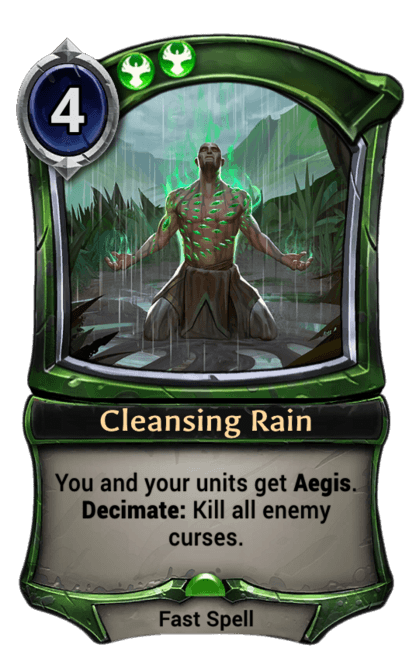 4
Cleansing Rain
You and your units get Aegis.
Decimate: Kill all enemy
curses.
Fast Spell